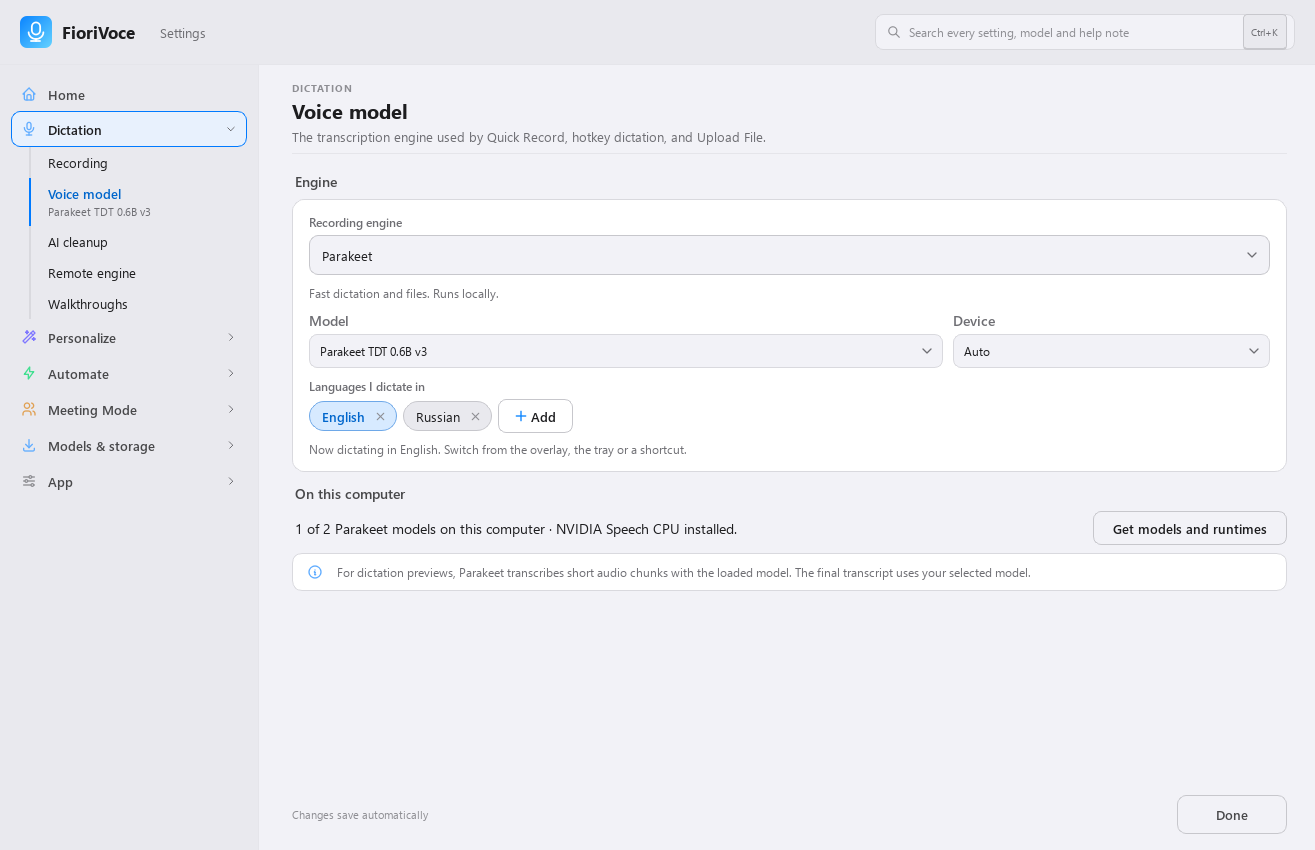 FioriVoce
Settings
Search every setting, model and help note
Ctrl+K
Home
Dictation
Recording
Voice model
Parakeet TDT 0.6B v3
AI cleanup
Remote engine
Walkthroughs
Personalize
Automate
Meeting Mode
Models & storage
App
DICTATION
Voice model
The transcription engine used by Quick Record, hotkey dictation, and Upload File.
Engine
Recording engine
Parakeet
Fast dictation and files. Runs locally.
Model
Device
Parakeet TDT 0.6B v3
Auto
Languages I dictate in
English
Russian
Add
Now dictating in English. Switch from the overlay, the tray or a shortcut.
On this computer
1 of 2 Parakeet models on this computer · NVIDIA Speech CPU installed.
Get models and runtimes
For dictation previews, Parakeet transcribes short audio chunks with the loaded model. The final transcript uses your selected model.
Changes save automatically
Done